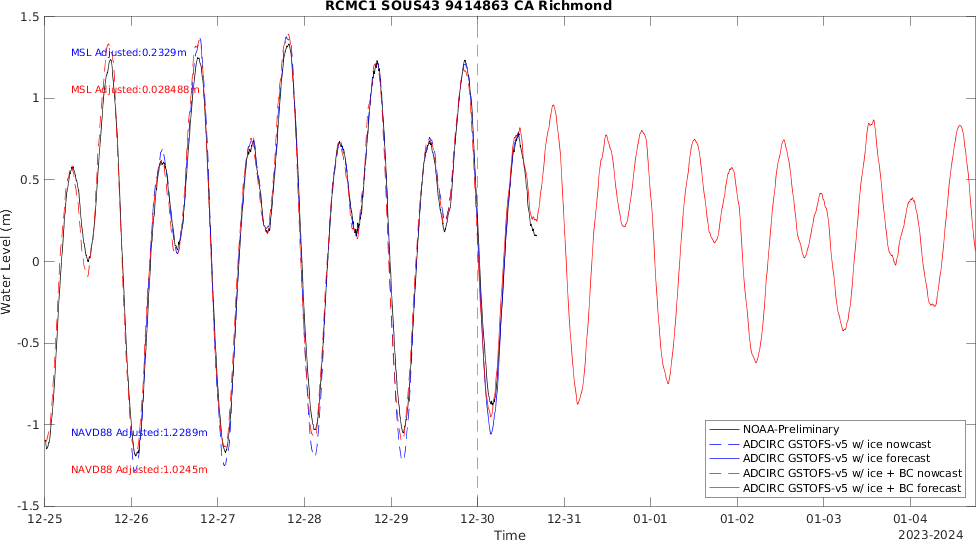 RCMC1 SOUS43 9414863 CA Richmond
1.5
MSL Adjusted:0.2329m
MSL Adjusted:0.028488m
1
0.5
0
-0.5
-1
-1.5
Water Level (m)
NAVD88 Adjusted:1.2289m
NAVD88 Adjusted:1.0245m
NOAA-Preliminary
ADCIRC GSTOFS-v5 w/ ice nowcast
ADCIRC GSTOFS-v5 w/ ice forecast
ADCIRC GSTOFS-v5 w/ ice + BC nowcast
ADCIRC GSTOFS-v5 w/ ice + BC forecast
12-25 12-26 12-27 12-28 12-29 12-30 12-31 01-01 01-02 01-03 01-04
Time
2023-2024